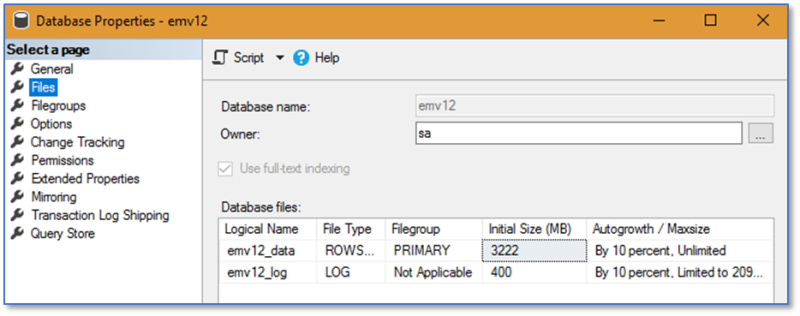 Database Properties - emv12
Select a page
General
Files
Filegroups
Options
Change Tracking
Permissions
Extended Properties
Mirroring
Transaction Log Shipping
Query Store
Script
Help
Database name: emv12
Owner: sa ...
Use full-text indexing
Database files:
Logical Name File Type Filegroup Initial Size (MB) Autogrowth / Maxsize
emv12_data ROWS... PRIMARY 3222 By 10 percent, Unlimited
emv12_log LOG Not Applicable 400 By 10 percent, Limited to 209...